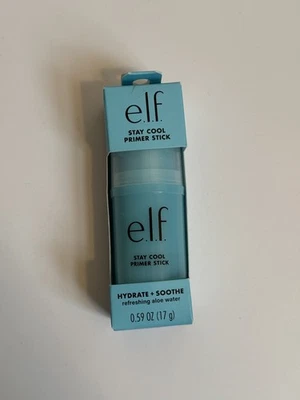 e.l.f.
STAY COOL
PRIMER STICK
e.l.f.
STAY COOL
PRIMER STICK
HYDRATE + SOOTHE
refreshing aloe water
0.59 OZ (17 g)